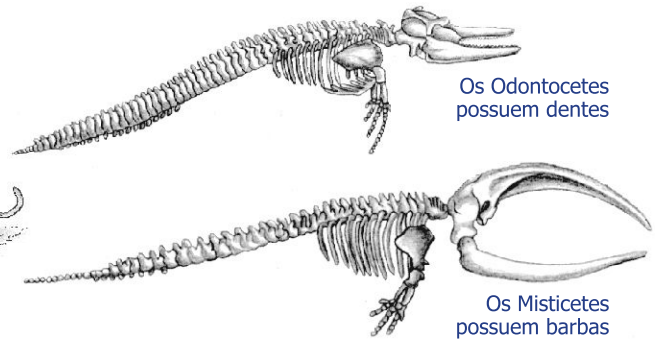 Os Odontocetes
possuem dentes
Os Misticetes
possuem barbas